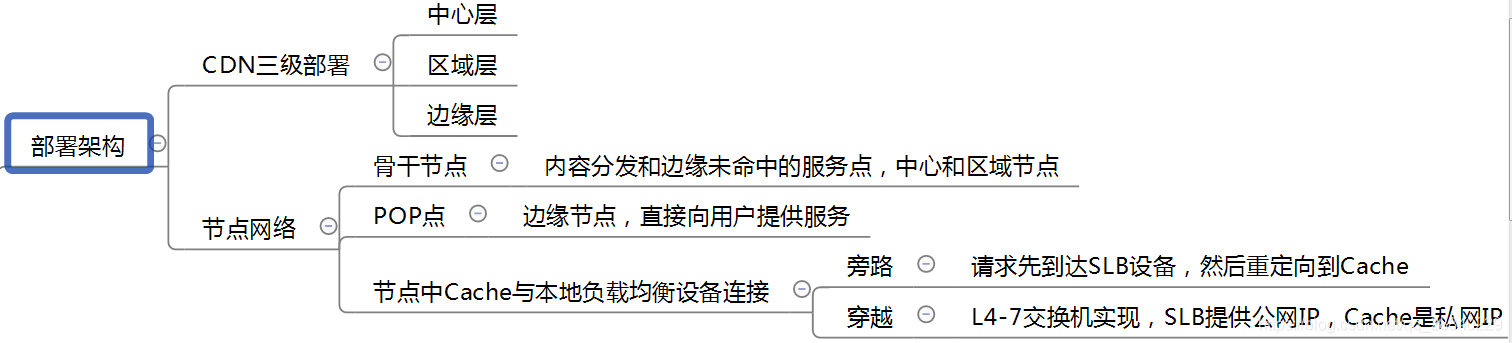 部署架构
CDN三级部署
中心层
区域层
边缘层
节点网络
骨干节点
内容分发和边缘未命中的服务点，中心和区域节点
POP点
边缘节点，直接向用户提供服务
节点中Cache与本地负载均衡设备连接
旁路
请求先到达SLB设备，然后重定向到Cache
穿越
L4-7交换机实现，SLB提供公网IP，Cache是私网IP